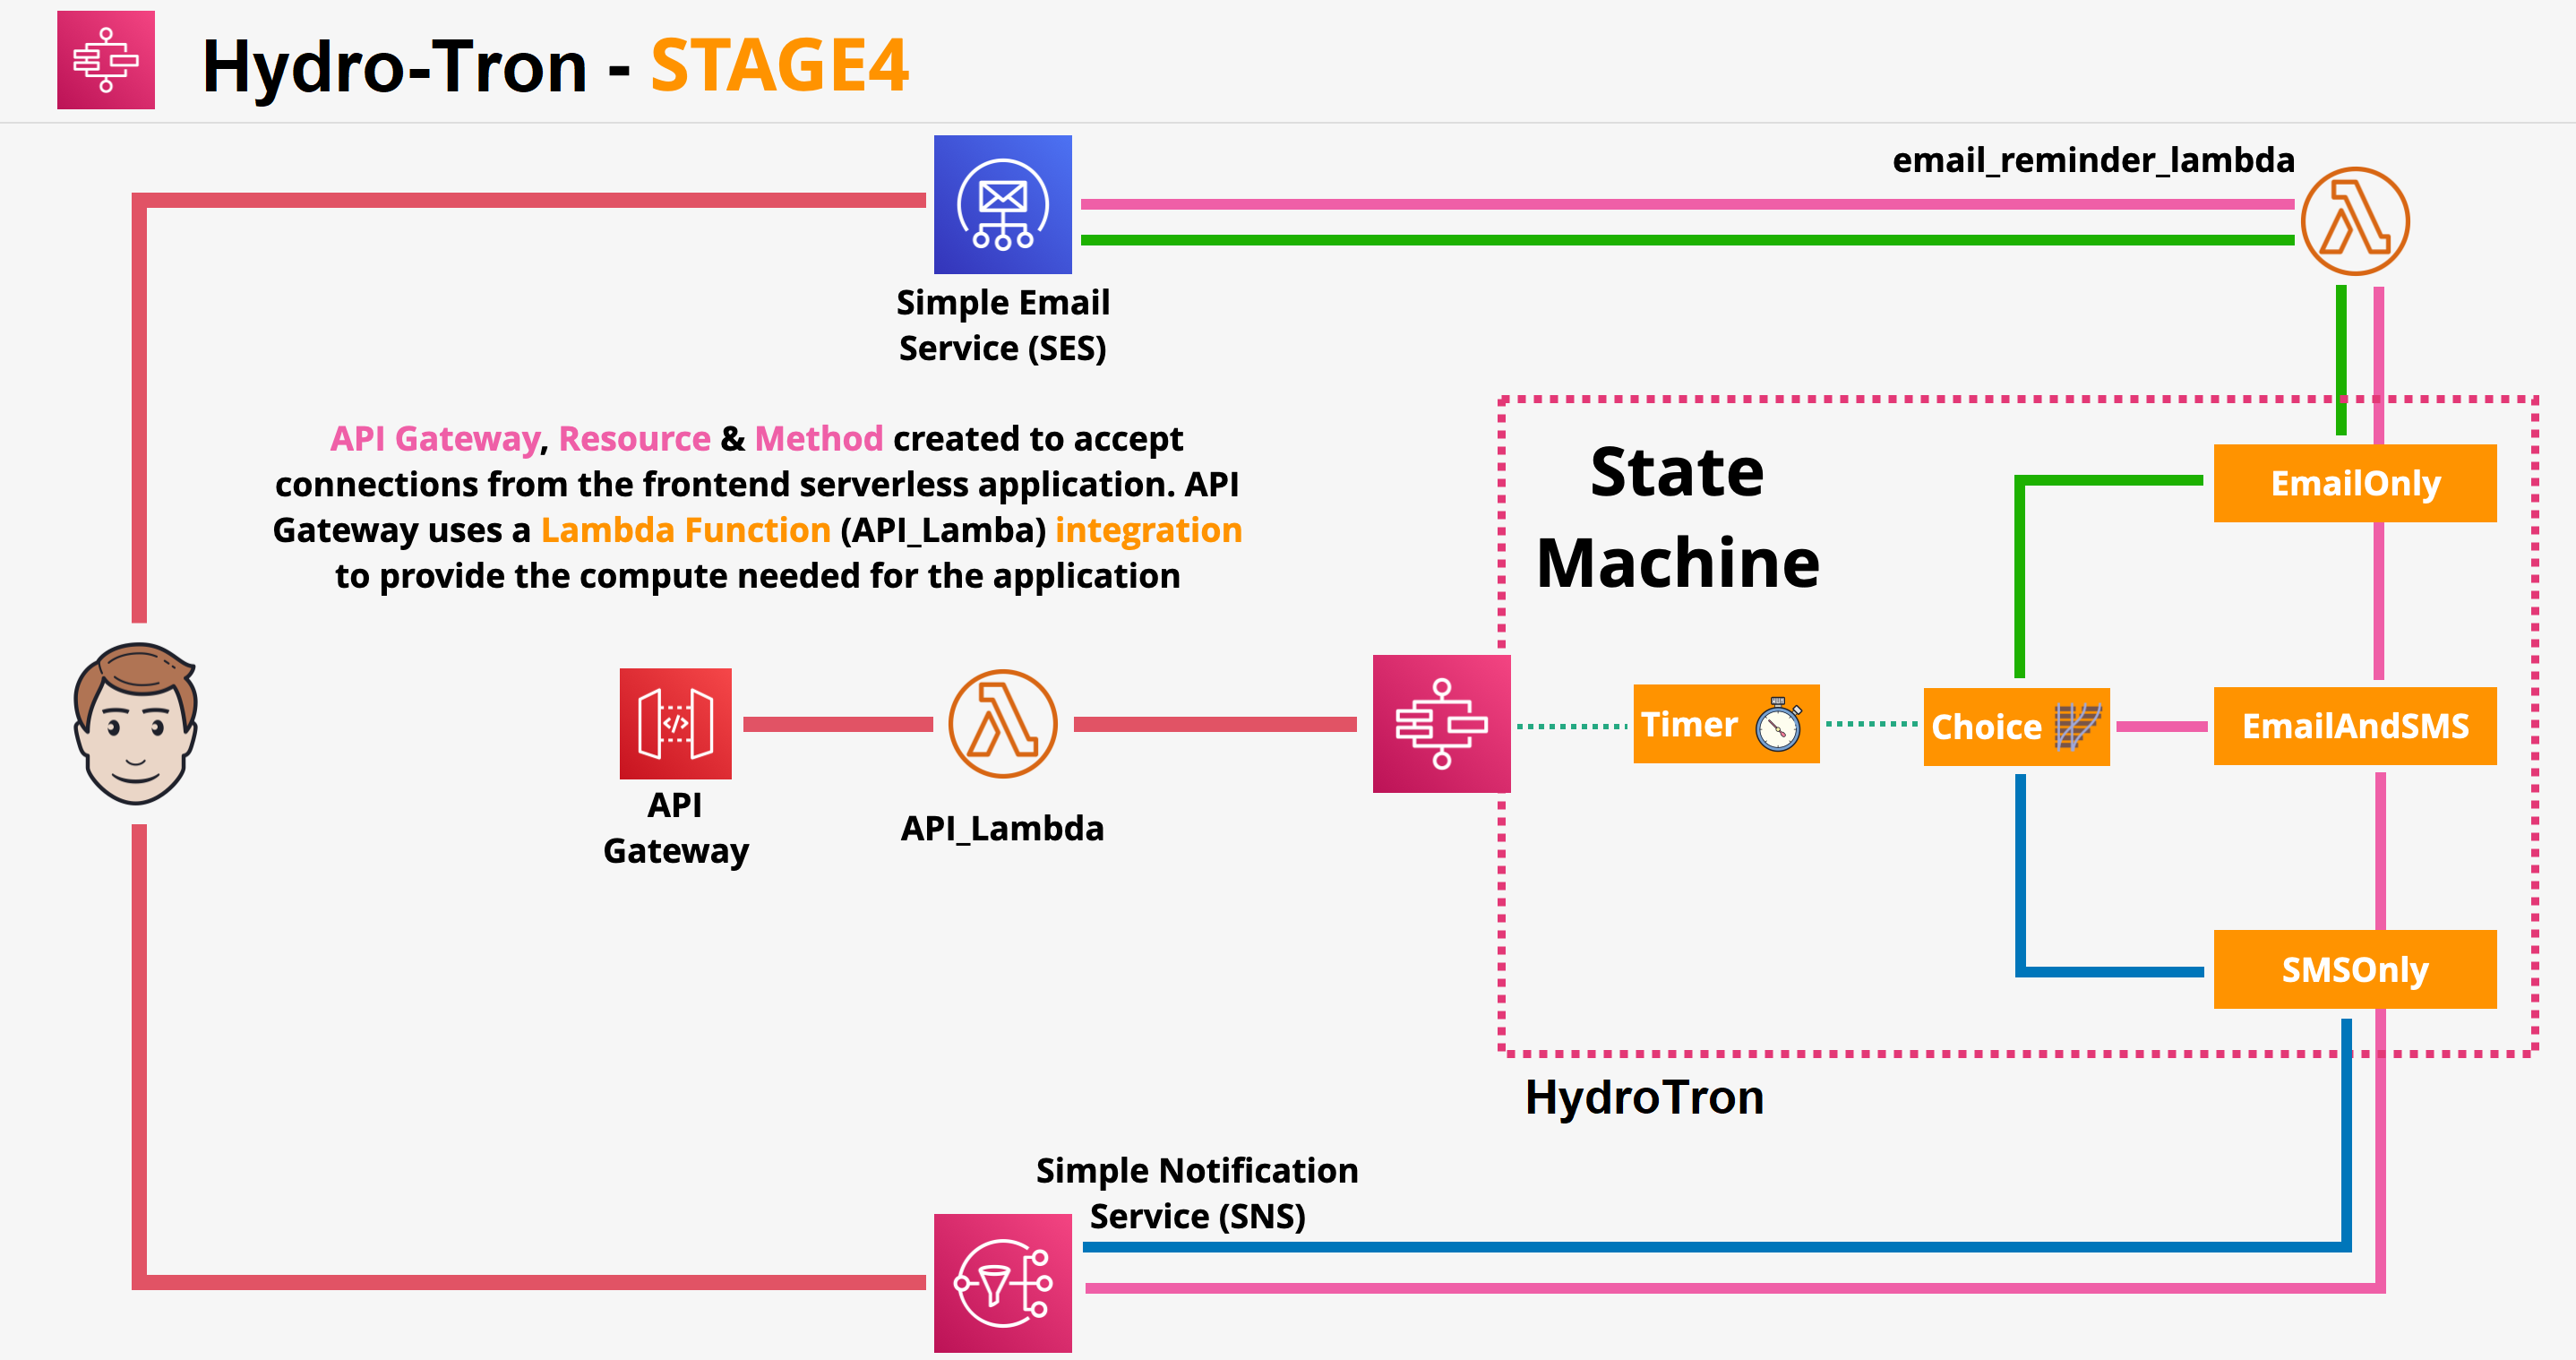 Hydro-Tron - STAGE4
email_reminder_lambda
Simple Email
Service (SES)
API Gateway, Resource & Method created to accept
connections from the frontend serverless application. API
Gateway uses a Lambda Function (API_Lamba) integration
to provide the compute needed for the application
State
Machine
EmailOnly
Timer
Choice
EmailAndSMS
</>
API
Gateway
API_Lambda
SMSOnly
HydroTron
Simple Notification
Service (SNS)